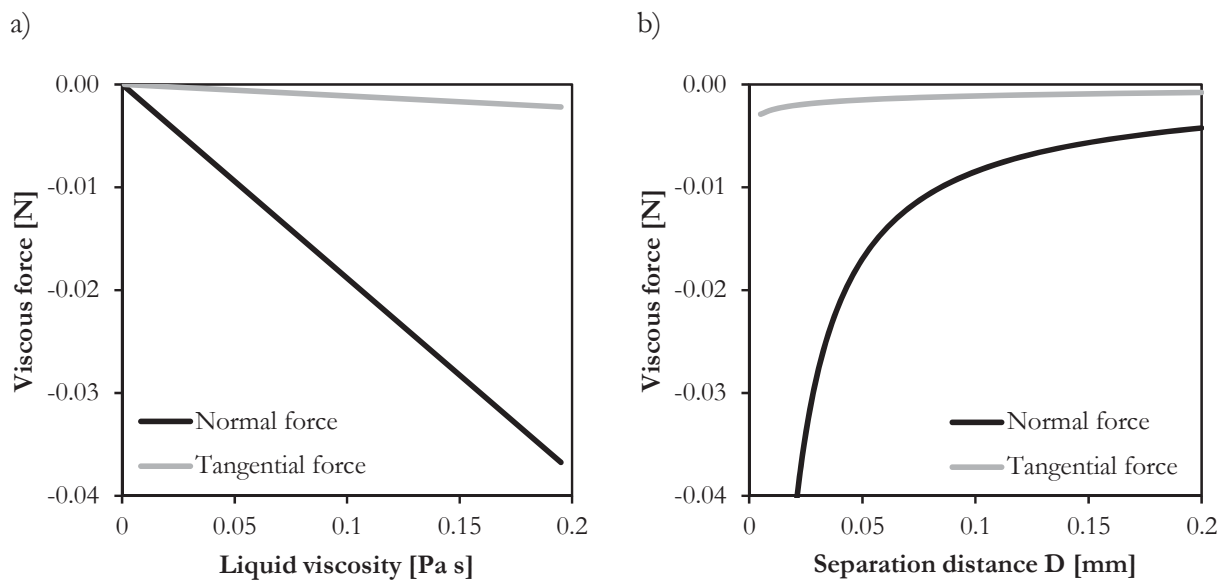 a)
0.00
-0.01
-0.02
-0.03
-0.04
Viscous force [N]
Normal force
Tangential force
0
0.05
0.1
0.15
0.2
Liquid viscosity [Pa s]
b)
0.00
-0.01
-0.02
-0.03
-0.04
Viscous force [N]
Normal force
Tangential force
0
0.05
0.1
0.15
0.2
Separation distance D [mm]